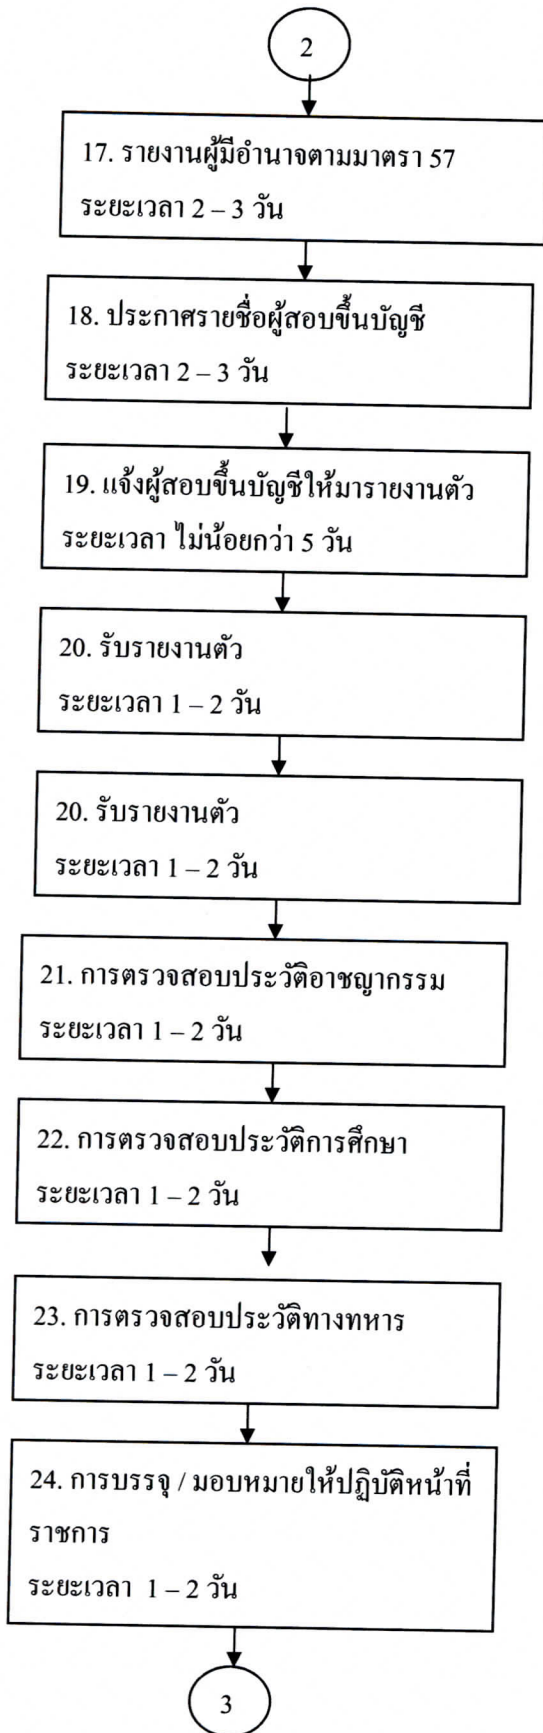 2
17. รายงานผู้มีอำนาจตามมาตรา 57
ระยะเวลา 2 – 3 วัน
18. ประกาศรายชื่อผู้สอบขึ้นบัญชี
ระยะเวลา 2 – 3 วัน
19. แจ้งผู้สอบขึ้นบัญชีให้มารายงานตัว
ระยะเวลา ไม่น้อยกว่า 5 วัน
20. รับรายงานตัว
ระยะเวลา 1 – 2 วัน
20. รับรายงานตัว
ระยะเวลา 1 – 2 วัน
21. การตรวจสอบประวัติอาชญากรรม
ระยะเวลา 1 – 2 วัน
22. การตรวจสอบประวัติการศึกษา
ระยะเวลา 1 – 2 วัน
23. การตรวจสอบประวัติทางทหาร
ระยะเวลา 1 – 2 วัน
24. การบรรจุ / มอบหมายให้ปฏิบัติหน้าที่
ราชการ
ระยะเวลา 1 – 2 วัน
3